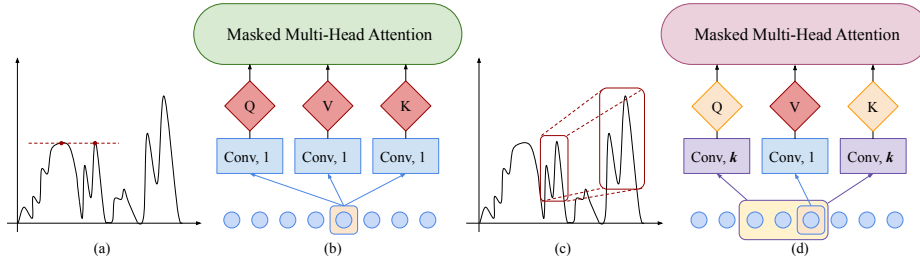 Masked Multi-Head Attention
Q V K
Conv, 1 Conv, 1 Conv, 1
(a)
(b)
Masked Multi-Head Attention
Q V K
Conv, k Conv, 1 Conv, k
(c)
(d)